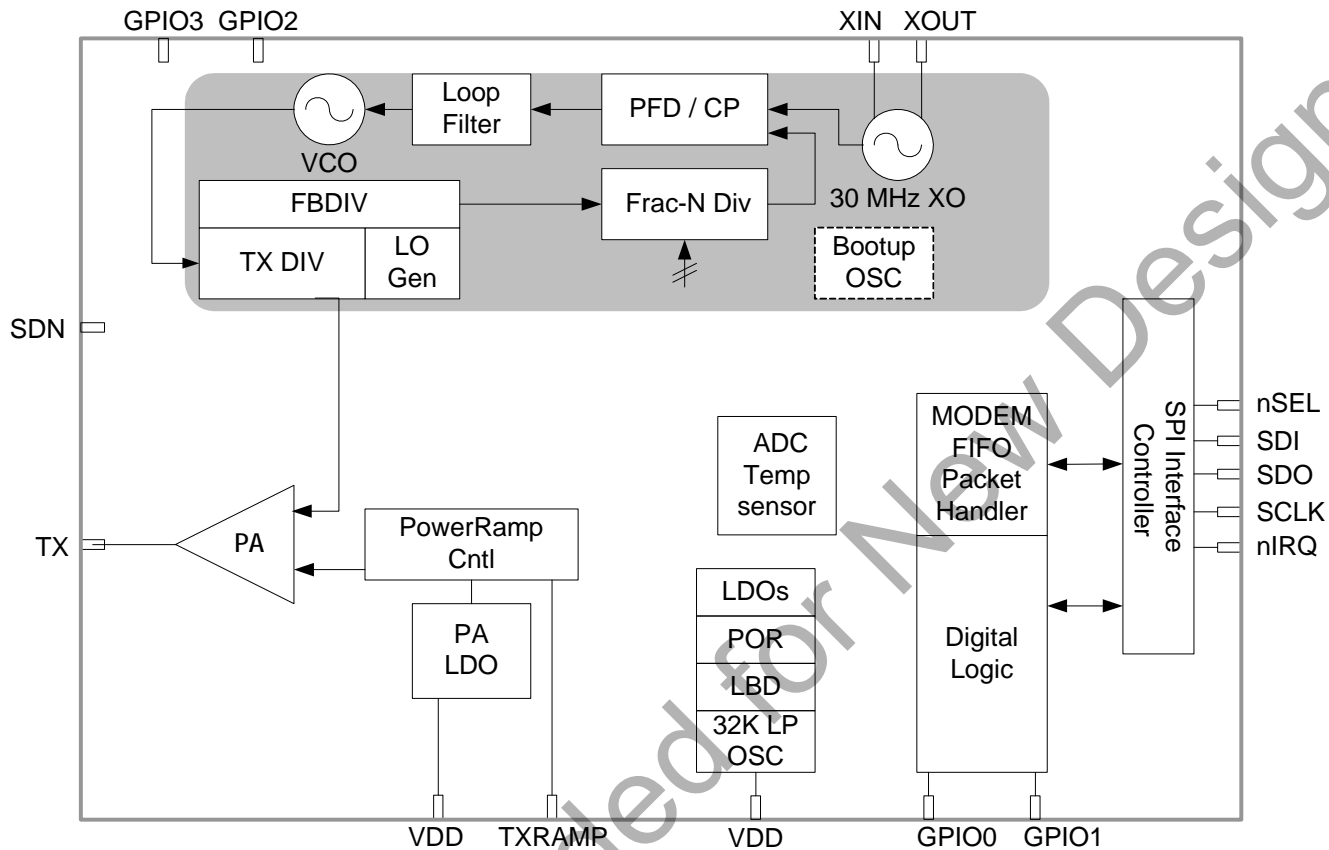 GPIO3 GPIO2 XIN XOUT
Loop
Filter
PFD / CP
VCO
30 MHz XO
FBDIV
Frac-N Div
TX DIV
LO
Gen
Bootup
OSC
SDN
nSEL
SDI
SDO
SCLK
nIRQ
SPI Interface
Controller
MODEM
FIFO
Packet
Handler
ADC
Temp
sensor
TX
PA
PowerRamp
Cntl
PA
LDO
LDOs
POR
LBD
32K LP
OSC
Digital
Logic
VDD TXRAMP VDD GPIO0 GPIO1
for New Design